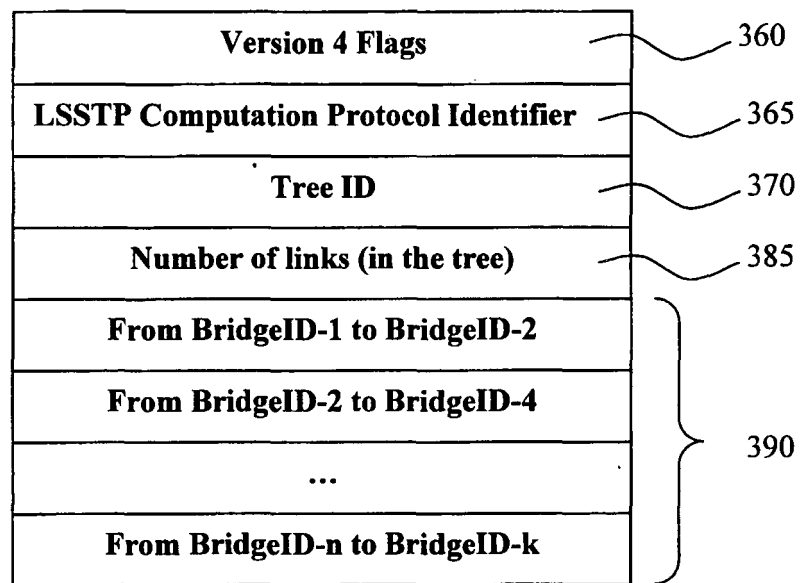 Version 4 Flags 360
LSSTP Computation Protocol Identifier 365
Tree ID 370
Number of links (in the tree) 385
From BridgeID-1 to BridgeID-2
From BridgeID-2 to BridgeID-4
390
...
From BridgeID-n to BridgeID-k